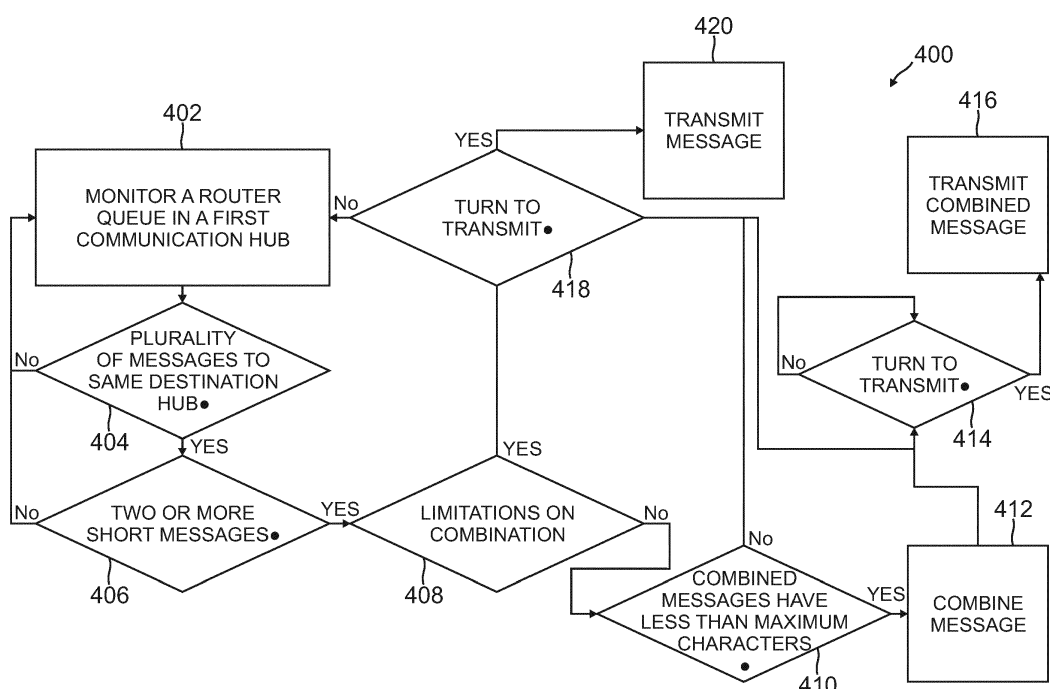 420
400
402
416
YES
TRANSMIT
MESSAGE
MONITOR A ROUTER
QUEUE IN A FIRST
COMMUNICATION HUB
No
TURN TO
TRANSMIT●
TRANSMIT
COMBINED
MESSAGE
418
PLURALITY
OF MESSAGES TO
SAME DESTINATION
HUB●
No
404
YES
No
TURN TO
TRANSMIT●
YES
414
YES
No
TWO OR MORE
SHORT MESSAGES●
YES
LIMITATIONS ON
COMBINATION
No
406
408
412
No
COMBINED
MESSAGES HAVE
LESS THAN MAXIMUM
CHARACTERS
●
YES
COMBINE
MESSAGE
410